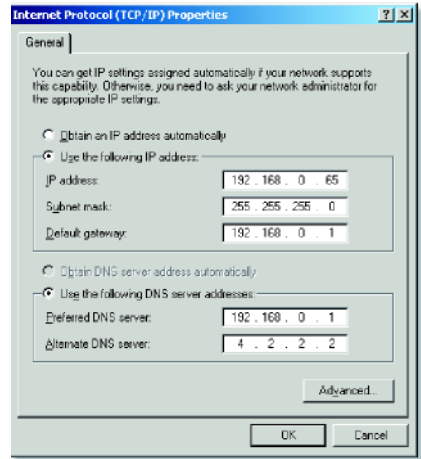 Internet Protocol (TCP/IP) Properties
General
You can get IP settings assigned automatically if your network supports
this capability. Otherwise, you need to ask your network administrator for
the appropriate IP settings.
Obtain an IP address automatically
Use the following IP address:
IP address: 192 . 168 . 0 . 65
Subnet mask: 255 . 255 . 255 . 0
Default gateway: 192 . 168 . 0 . 1
Obtain DNS server address automatically
Use the following DNS server addresses:
Preferred DNS server: 192 . 168 . 0 . 1
Alternate DNS server: 4 . 2 . 2 . 2
Advanced...
OK Cancel